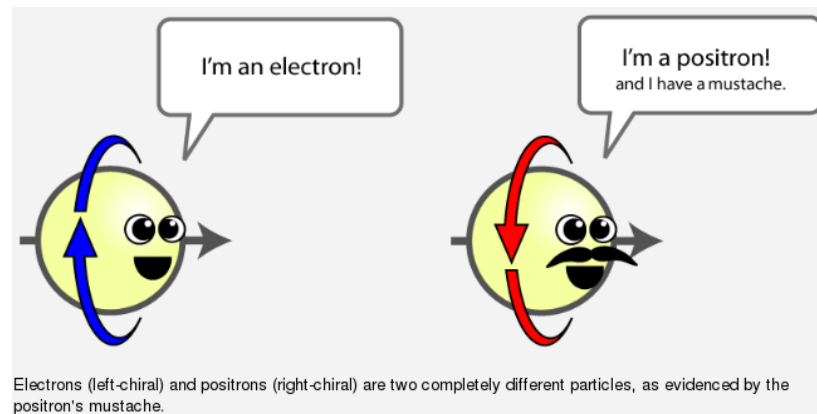 I'm an electron!
I'm a positron!
and I have a mustache.
Electrons (left-chiral) and positrons (right-chiral) are two completely different particles, as evidenced by the
positron's mustache.